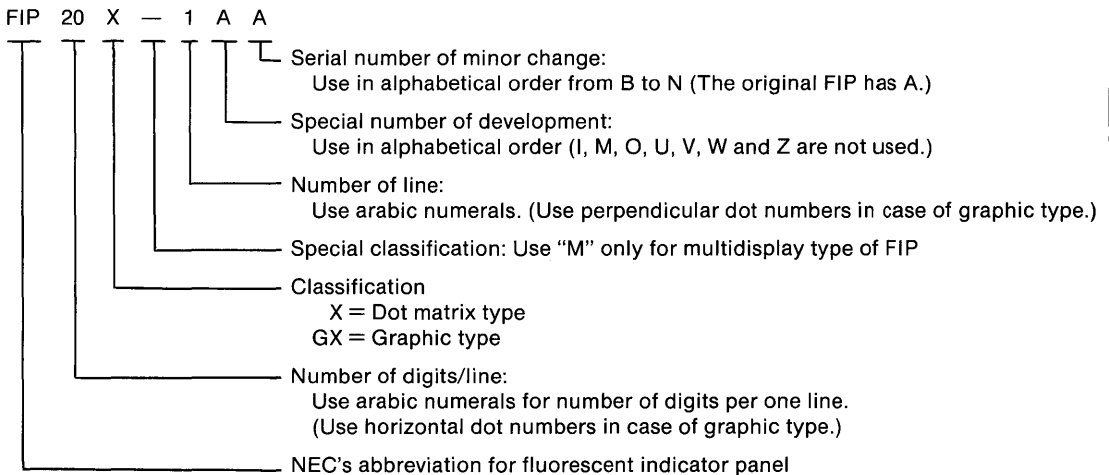 FIP 20 X — 1 A A
Serial number of minor change:
Use in alphabetical order from B to N (The original FIP has A.)
Special number of development:
Use in alphabetical order (I, M, O, U, V, W and Z are not used.)
Number of line:
Use arabic numerals. (Use perpendicular dot numbers in case of graphic type.)
Special classification: Use “M” only for multidisplay type of FIP
Classification
X = Dot matrix type
GX = Graphic type
Number of digits/line:
Use arabic numerals for number of digits per one line.
(Use horizontal dot numbers in case of graphic type.)
NEC's abbreviation for fluorescent indicator panel